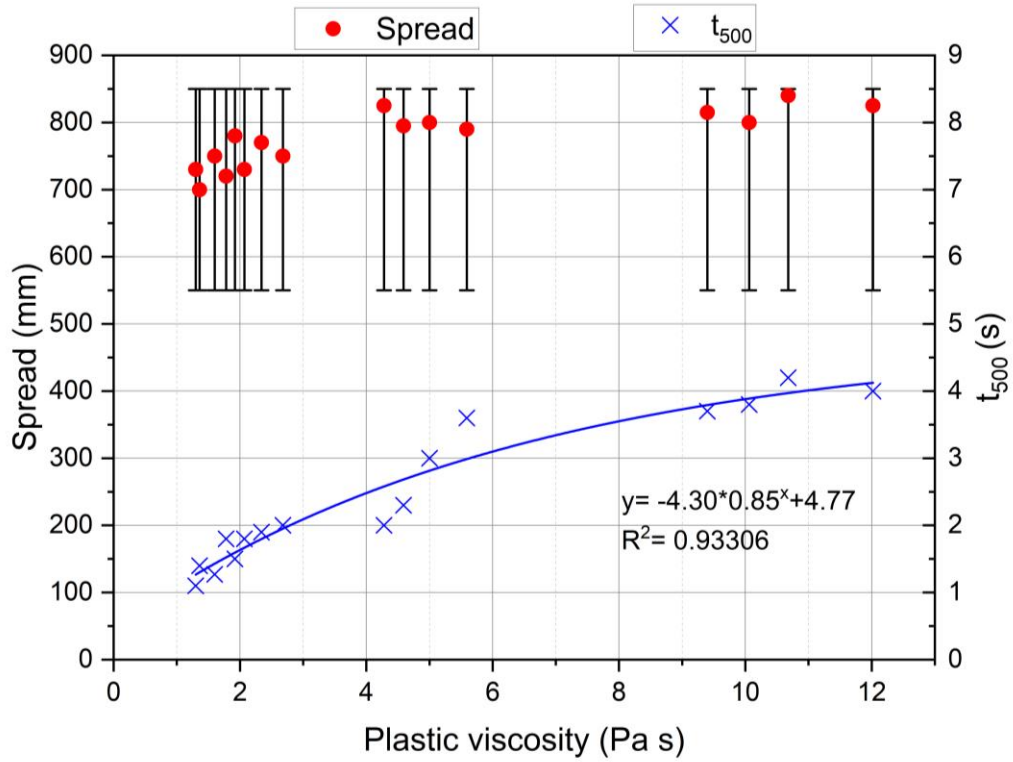 Spread
t₅₀₀
900
800
700
600
500
400
300
200
100
0
Spread (mm)
9
8
7
6
5
4
3
2
1
0
t₅₀₀ (s)
y= -4.30*0.85ˣ+4.77
R²= 0.93306
0 2 4 6 8 10 12
Plastic viscosity (Pa s)